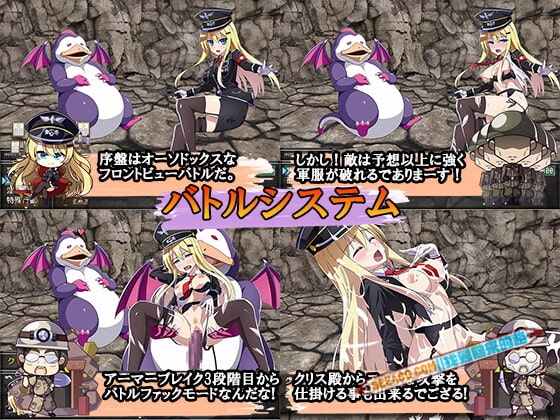 序盤はオーソドックスな
フロントビューバトルだ。
しかし!敵は予想以上に強く
軍服が破れるでありまーす!
バトルシステム
アーマーブレイク3段階目から
バトルファックモードなんだな!
クリス殿から
攻撃を
仕掛ける事も出来るでござる!